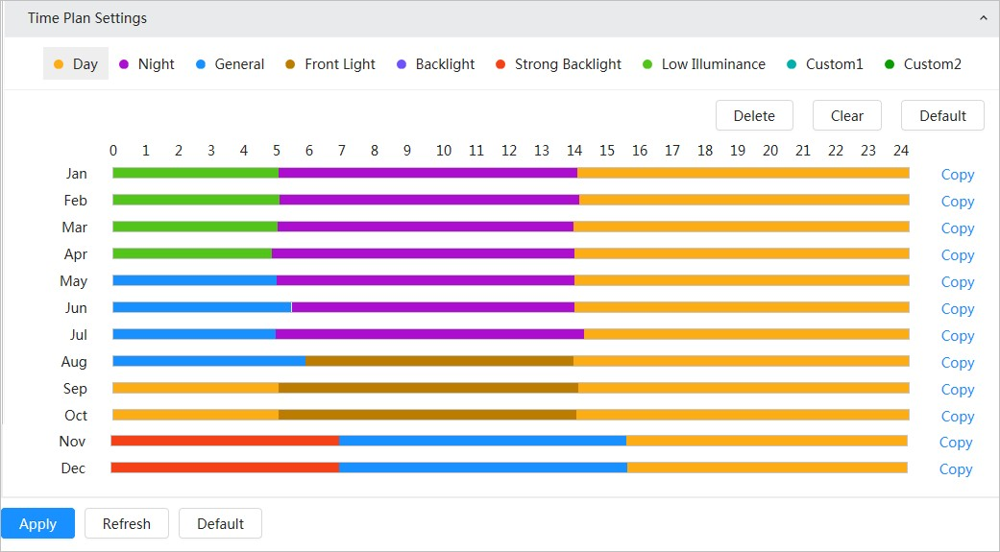 Time Plan Settings
Day Night General Front Light Backlight Strong Backlight Low Illuminance Custom1 Custom2
Delete Clear Default
0 1 2 3 4 5 6 7 8 9 10 11 12 13 14 15 16 17 18 19 20 21 22 23 24
Jan Copy
Feb Copy
Mar Copy
Apr Copy
May Copy
Jun Copy
Jul Copy
Aug Copy
Sep Copy
Oct Copy
Nov Copy
Dec Copy
Apply Refresh Default